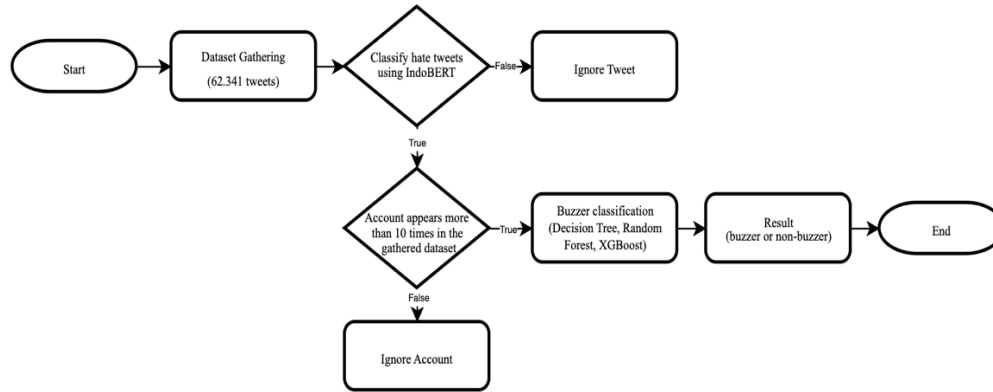 Start
Dataset Gathering
(62.341 tweets)
Classify hate tweets
using IndoBERT
False
Ignore Tweet
True
Account appears more
than 10 times in the
gathered dataset
True
Buzzer classification
(Decision Tree, Random
Forest, XGBoost)
Result
(buzzer or non-buzzer)
End
False
Ignore Account